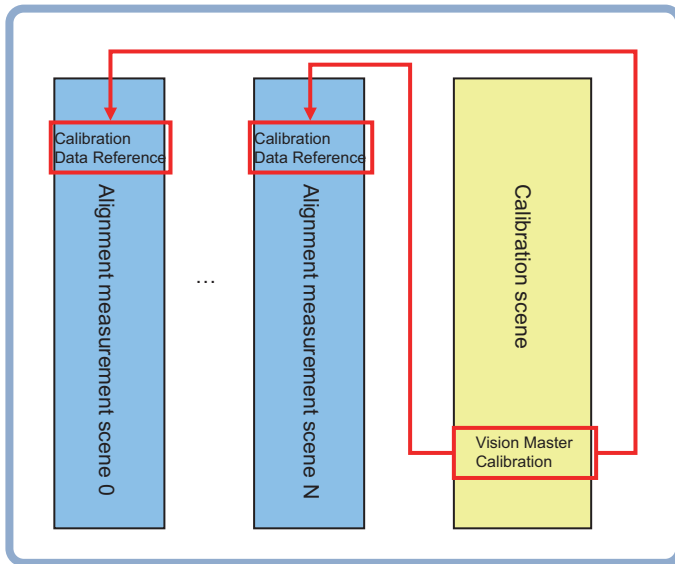 Calibration
Data Reference
Alignment measurement scene 0
...
Calibration
Data Reference
Alignment measurement scene N
Calibration scene
Vision Master
Calibration